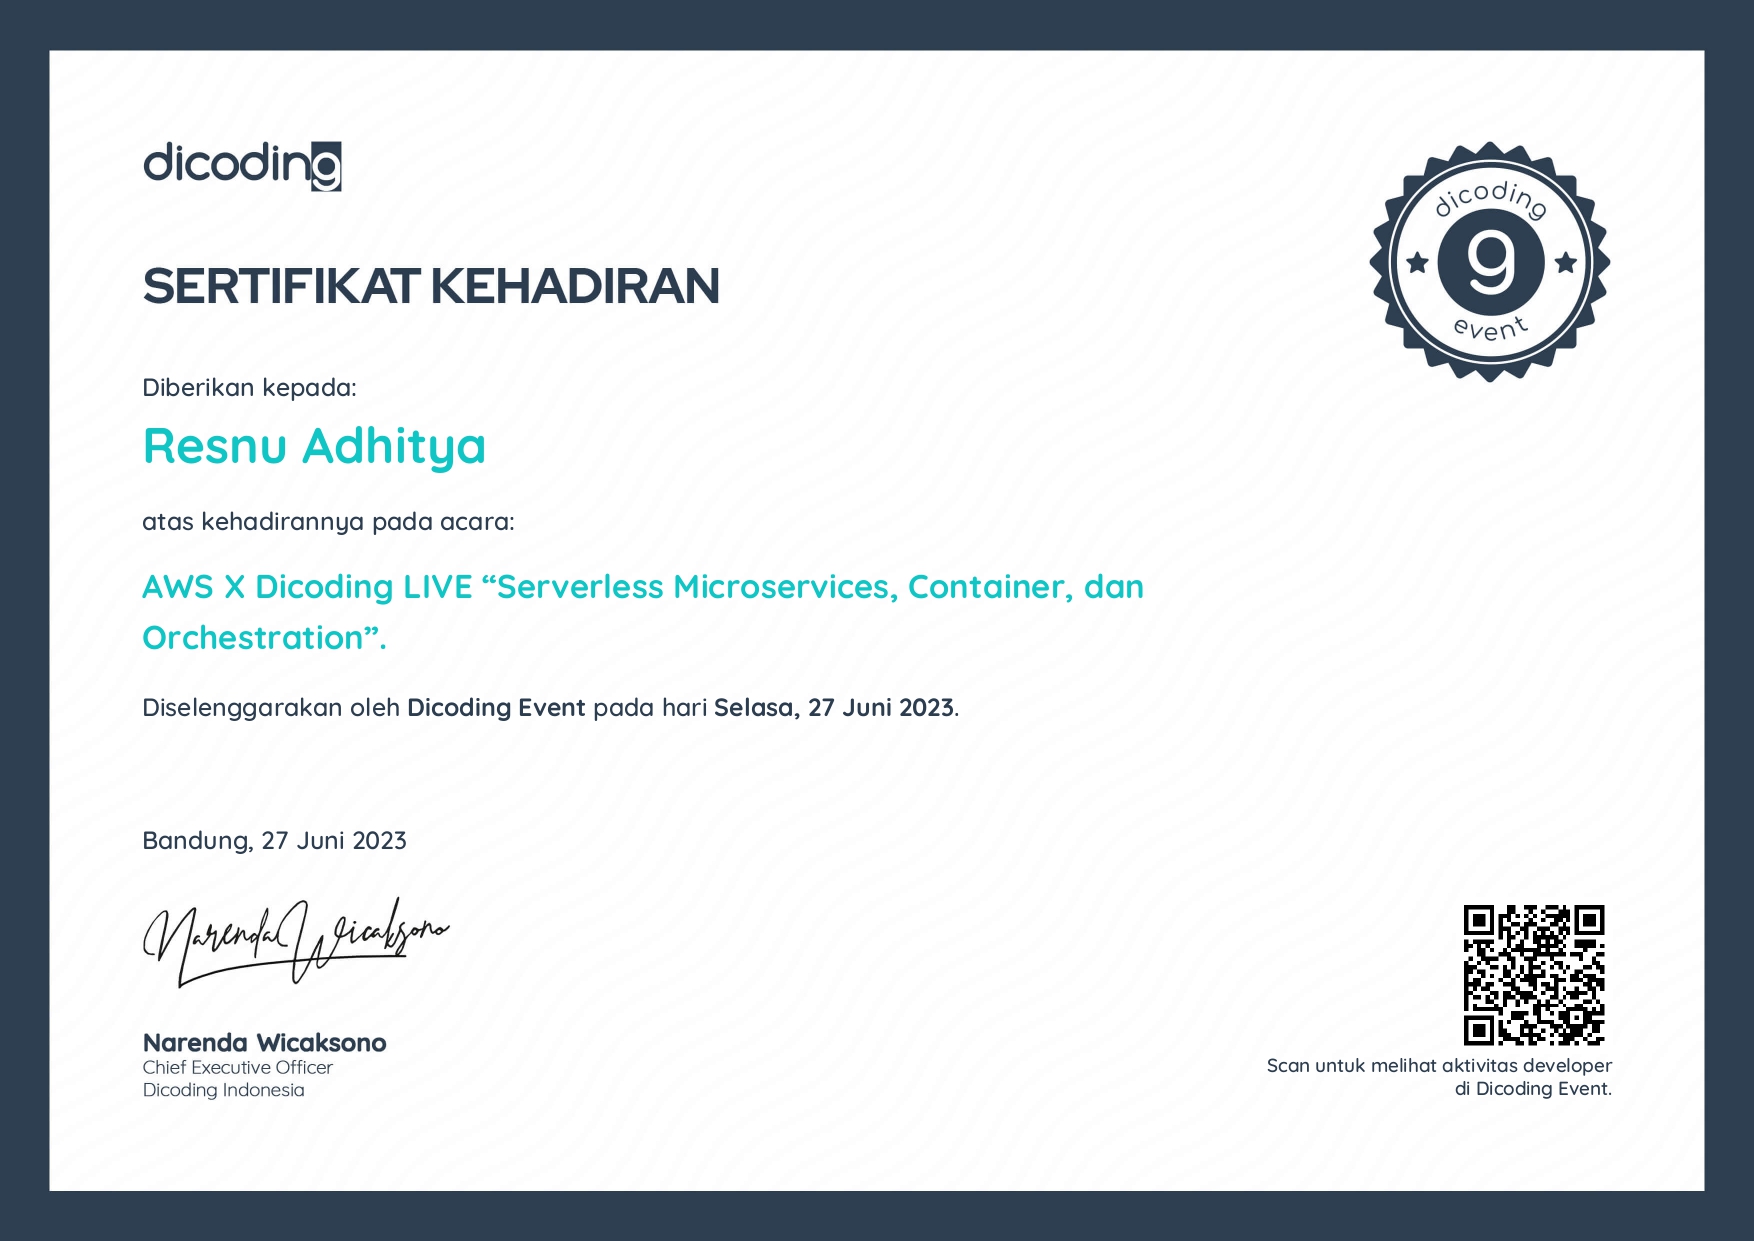 dicoding
SERTIFIKAT KEHADIRAN
dicoding
g
event
Diberikan kepada:
Resnu Adhitya
atas kehadirannya pada acara:
AWS X Dicoding LIVE “Serverless Microservices, Container, dan
Orchestration”.
Diselenggarakan oleh Dicoding Event pada hari Selasa, 27 Juni 2023.
Bandung, 27 Juni 2023
Narenda Wicaksono
Narenda Wicaksono
Chief Executive Officer
Dicoding Indonesia
Scan untuk melihat aktivitas developer
di Dicoding Event.